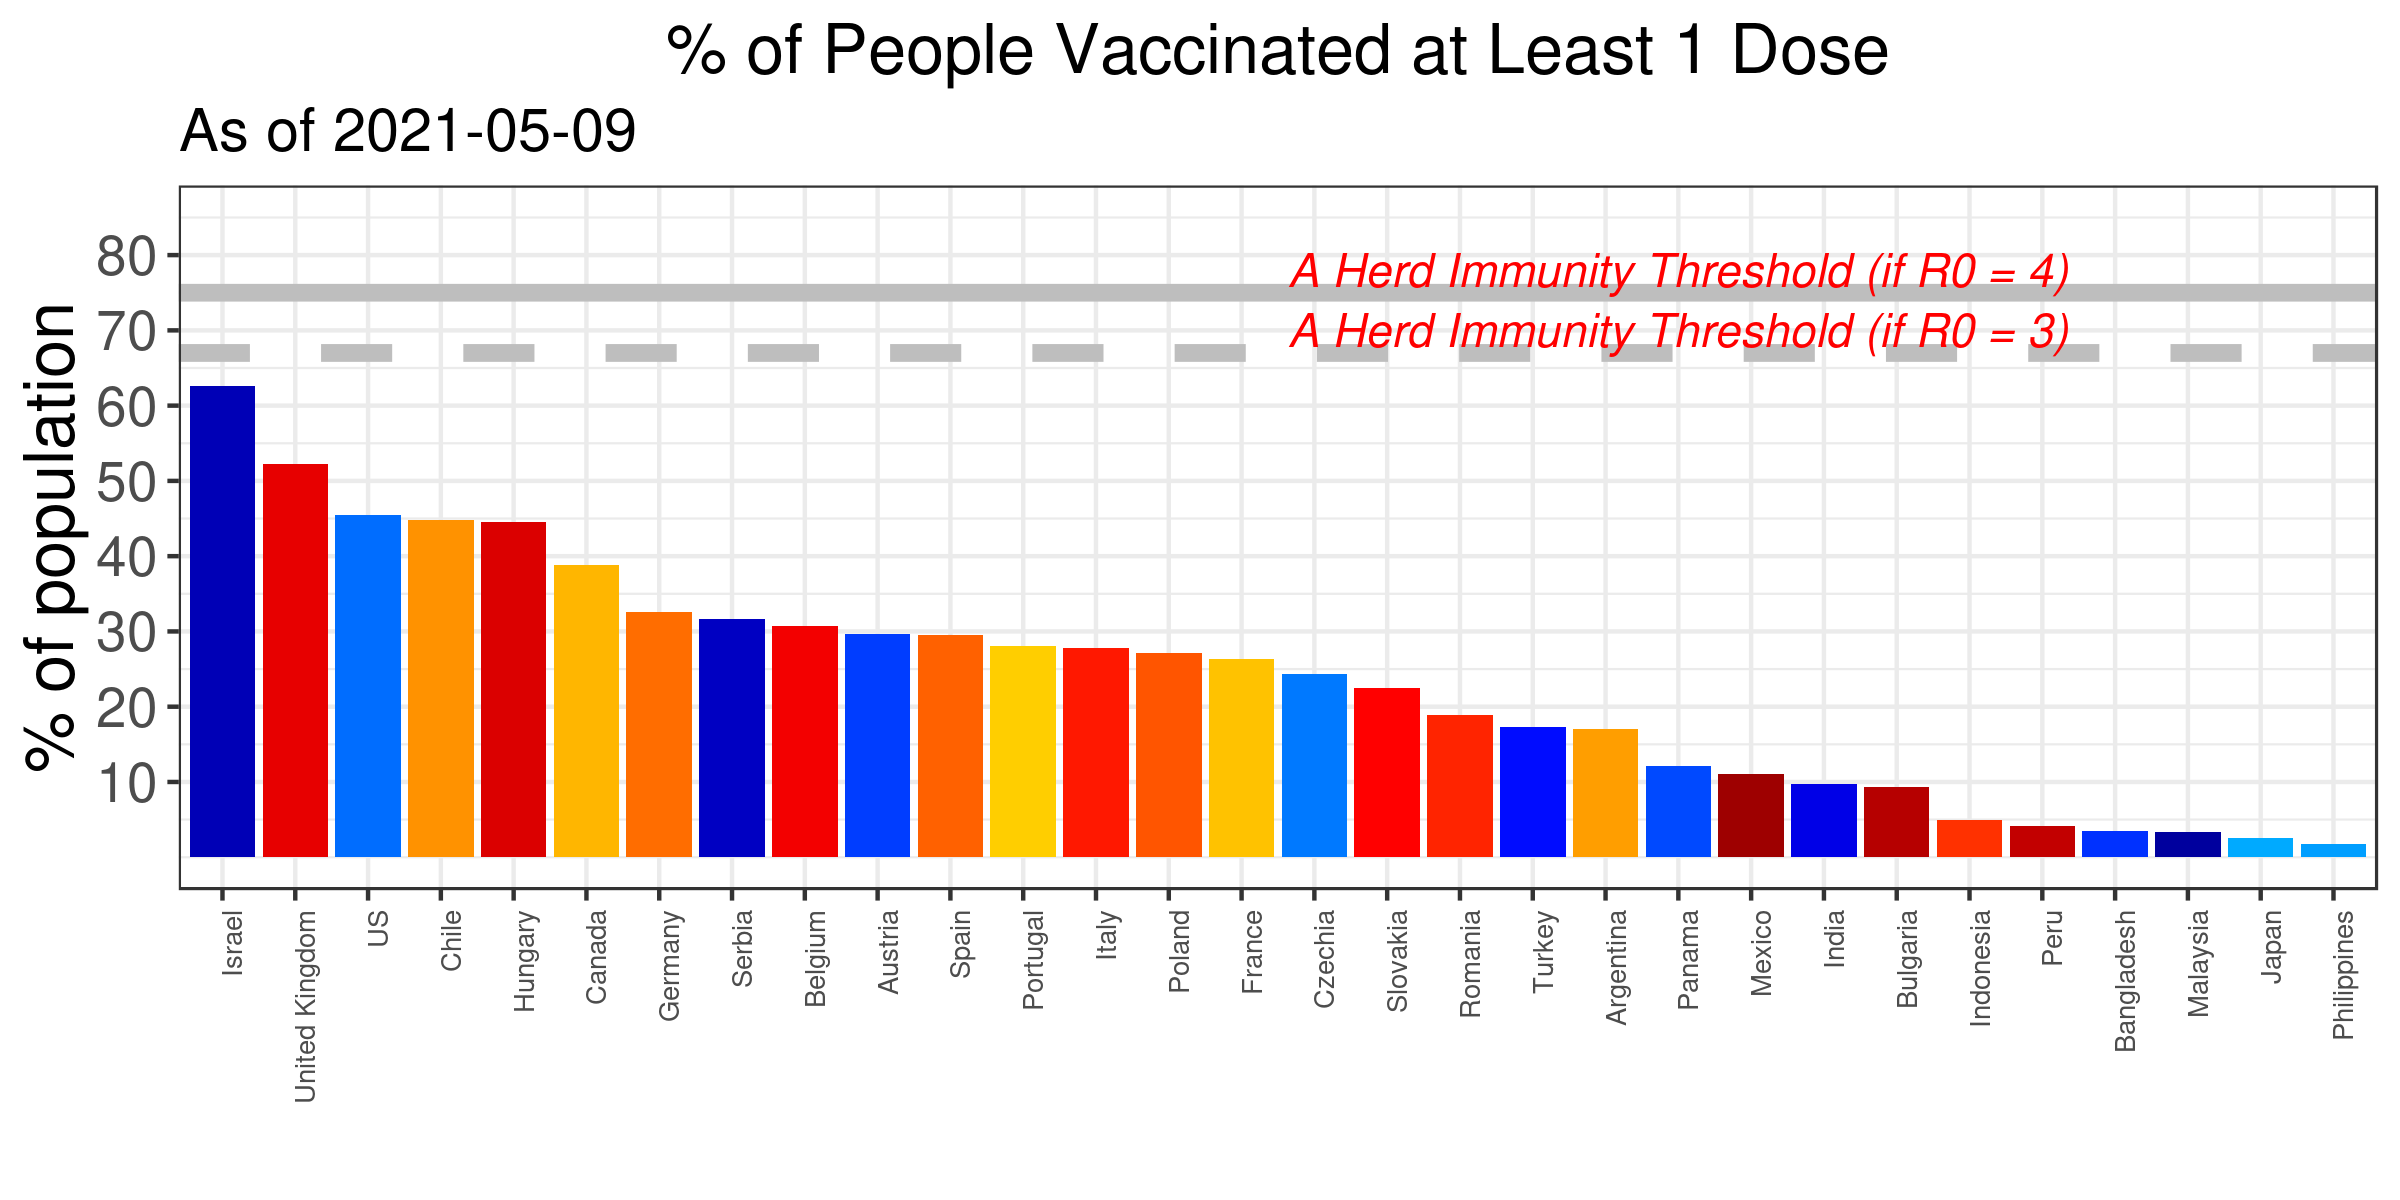 % of People Vaccinated at Least 1 Dose
As of 2021-05-09
% of population
80
70
60
50
40
30
20
10
A Herd Immunity Threshold (if R0 = 4)
A Herd Immunity Threshold (if R0 = 3)
Israel
United Kingdom
US
Chile
Hungary
Canada
Germany
Serbia
Belgium
Austria
Spain
Portugal
Italy
Poland
France
Czechia
Slovakia
Romania
Turkey
Argentina
Panama
Mexico
India
Bulgaria
Indonesia
Peru
Bangladesh
Malaysia
Japan
Philippines